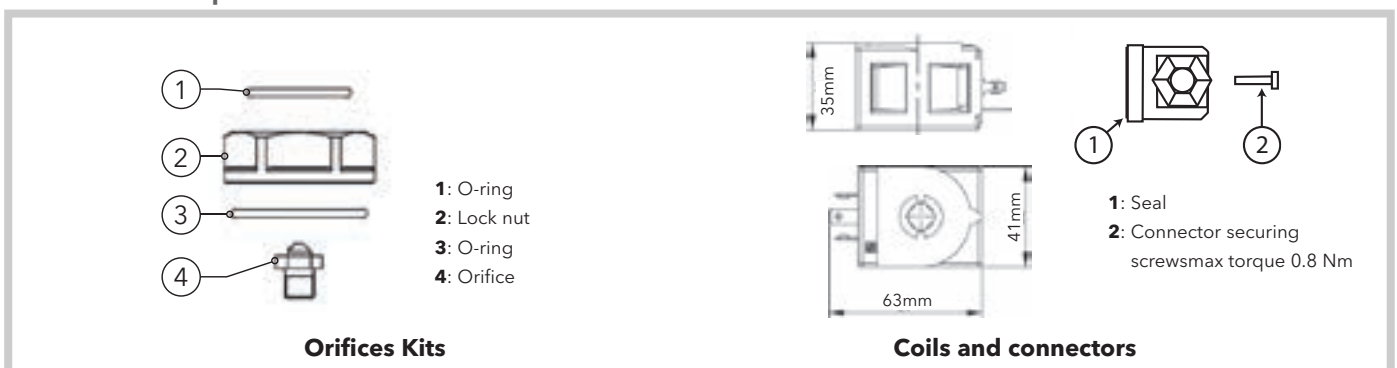 1
2
3
4
1: O-ring
2: Lock nut
3: O-ring
4: Orifice
Orifices Kits
35mm
41mm
63mm
1
2
1: Seal
2: Connector securing
screwsmax torque 0.8 Nm
Coils and connectors